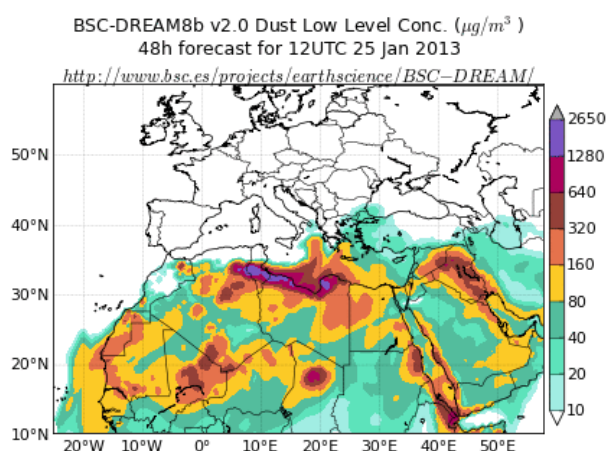 BSC-DREAM8b v2.0 Dust Low Level Conc. (μg/m³ )
48h forecast for 12UTC 25 Jan 2013
http://www.bsc.es/projects/earthscience/BSC−DREAM/
2650
1280
640
320
160
80
40
20
10
50°N
40°N
30°N
20°N
10°N
20°W 10°W 0° 10°E 20°E 30°E 40°E 50°E